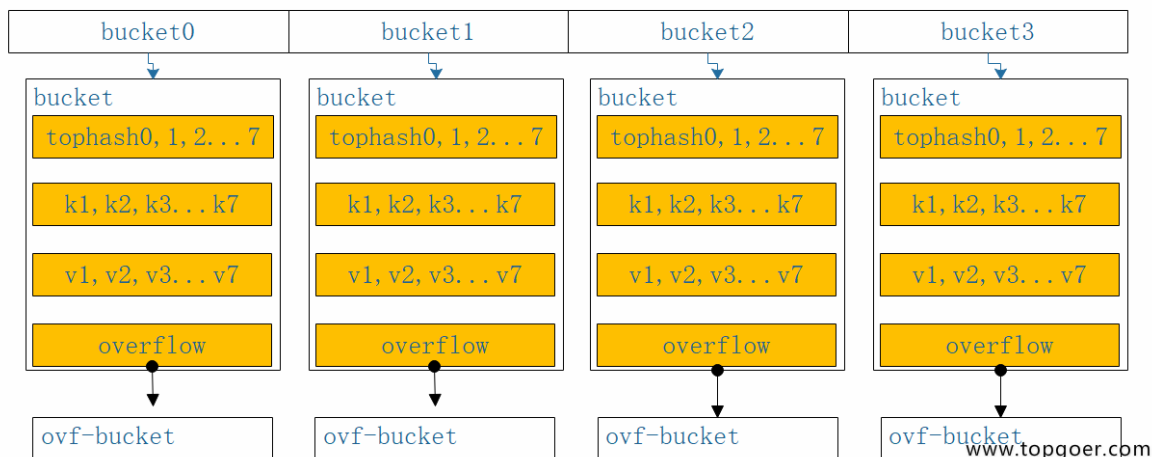 bucket0 bucket1 bucket2 bucket3
bucket bucket bucket bucket
tophash0,1,2...7 tophash0,1,2...7 tophash0,1,2...7 tophash0,1,2...7
k1,k2,k3...k7 k1,k2,k3...k7 k1,k2,k3...k7 k1,k2,k3...k7
v1,v2,v3...v7 v1,v2,v3...v7 v1,v2,v3...v7 v1,v2,v3...v7
overflow overflow overflow overflow
ovf-bucket ovf-bucket ovf-bucket ovf-bucket
www.topgoer.com